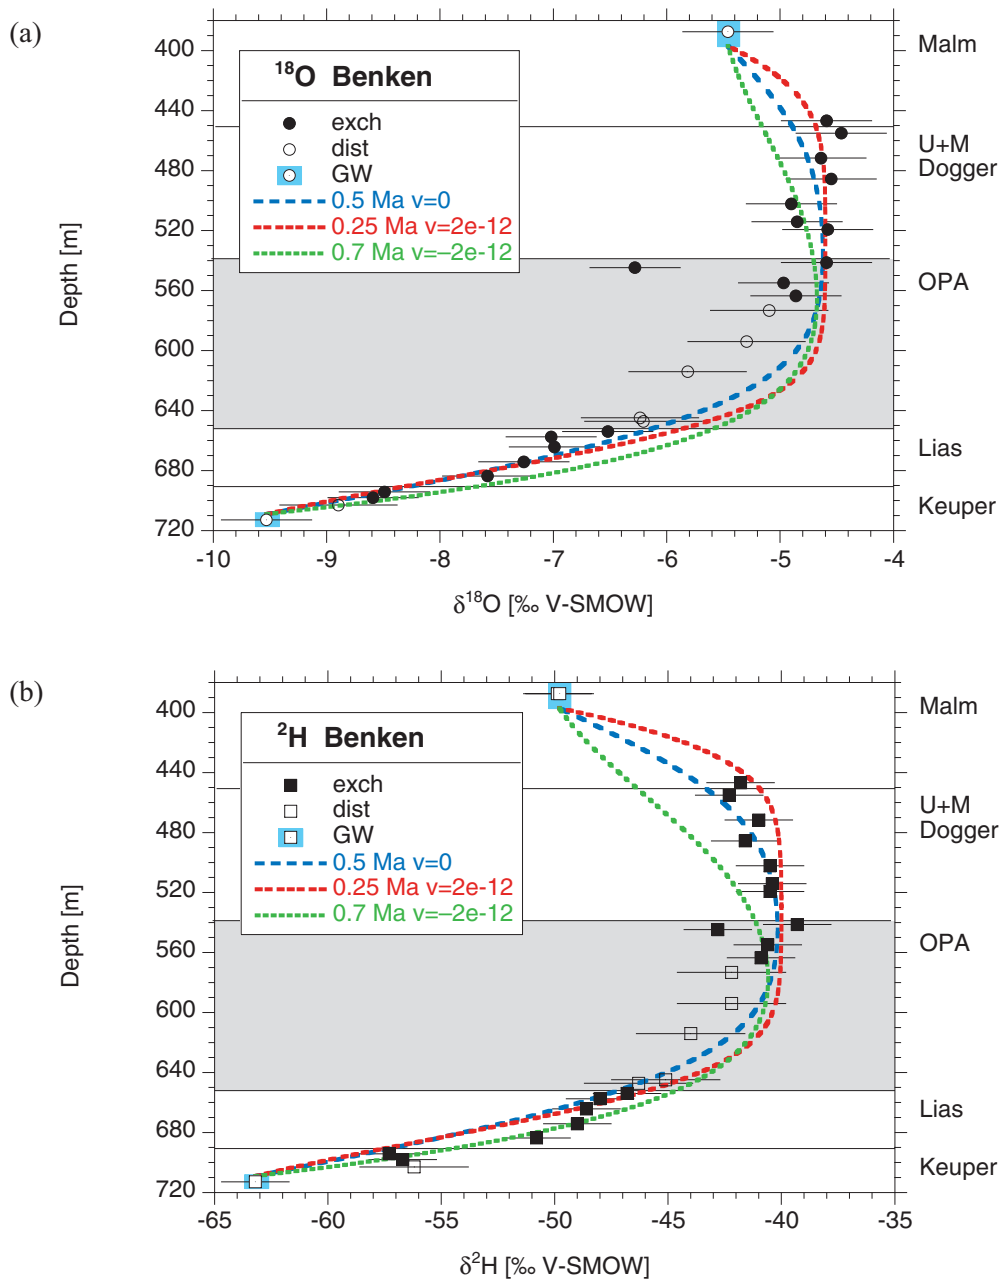 (a)
400
440
480
520
560
600
640
680
720
Depth [m]
18O Benken
exch
dist
GW
0.5 Ma v=0
0.25 Ma v=2e-12
0.7 Ma v=–2e-12
Malm
U+M
Dogger
OPA
Lias
Keuper
-10 -9 -8 -7 -6 -5 -4
δ18O [‰ V-SMOW]
(b)
400
440
480
520
560
600
640
680
720
Depth [m]
2H Benken
exch
dist
GW
0.5 Ma v=0
0.25 Ma v=2e-12
0.7 Ma v=–2e-12
Malm
U+M
Dogger
OPA
Lias
Keuper
-65 -60 -55 -50 -45 -40 -35
δ2H [‰ V-SMOW]